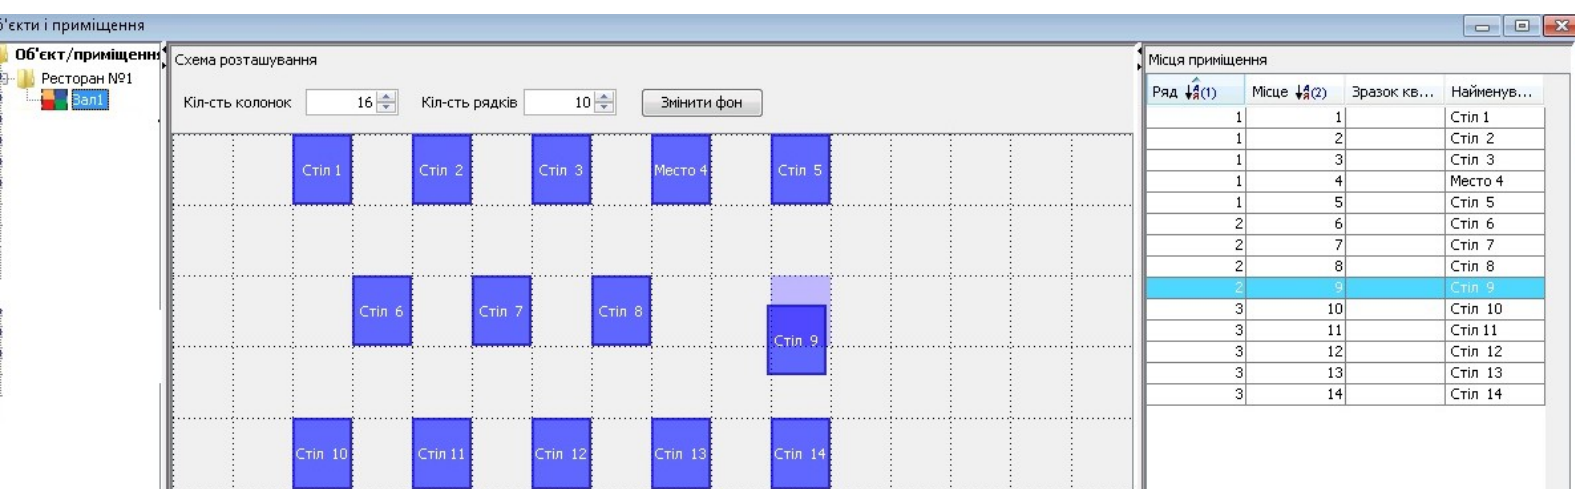 б'єкти і приміщення
Об'єкт/приміщення
Ресторан №1
Зал1
Схема розташування
Кіл-сть колонок 16 Кіл-сть рядків 10 Змінити фон
Стіл 1 Стіл 2 Стіл 3 Место 4 Стіл 5
Стіл 6 Стіл 7 Стіл 8
Стіл 9
Стіл 10 Стіл 11 Стіл 12 Стіл 13 Стіл 14
Місця приміщення
Ряд (1) Місце (2) Зразок кв... Найменув...
1 1 Стіл 1
1 2 Стіл 2
1 3 Стіл 3
1 4 Место 4
1 5 Стіл 5
2 6 Стіл 6
2 7 Стіл 7
2 8 Стіл 8
2 9 Стіл 9
3 10 Стіл 10
3 11 Стіл 11
3 12 Стіл 12
3 13 Стіл 13
3 14 Стіл 14